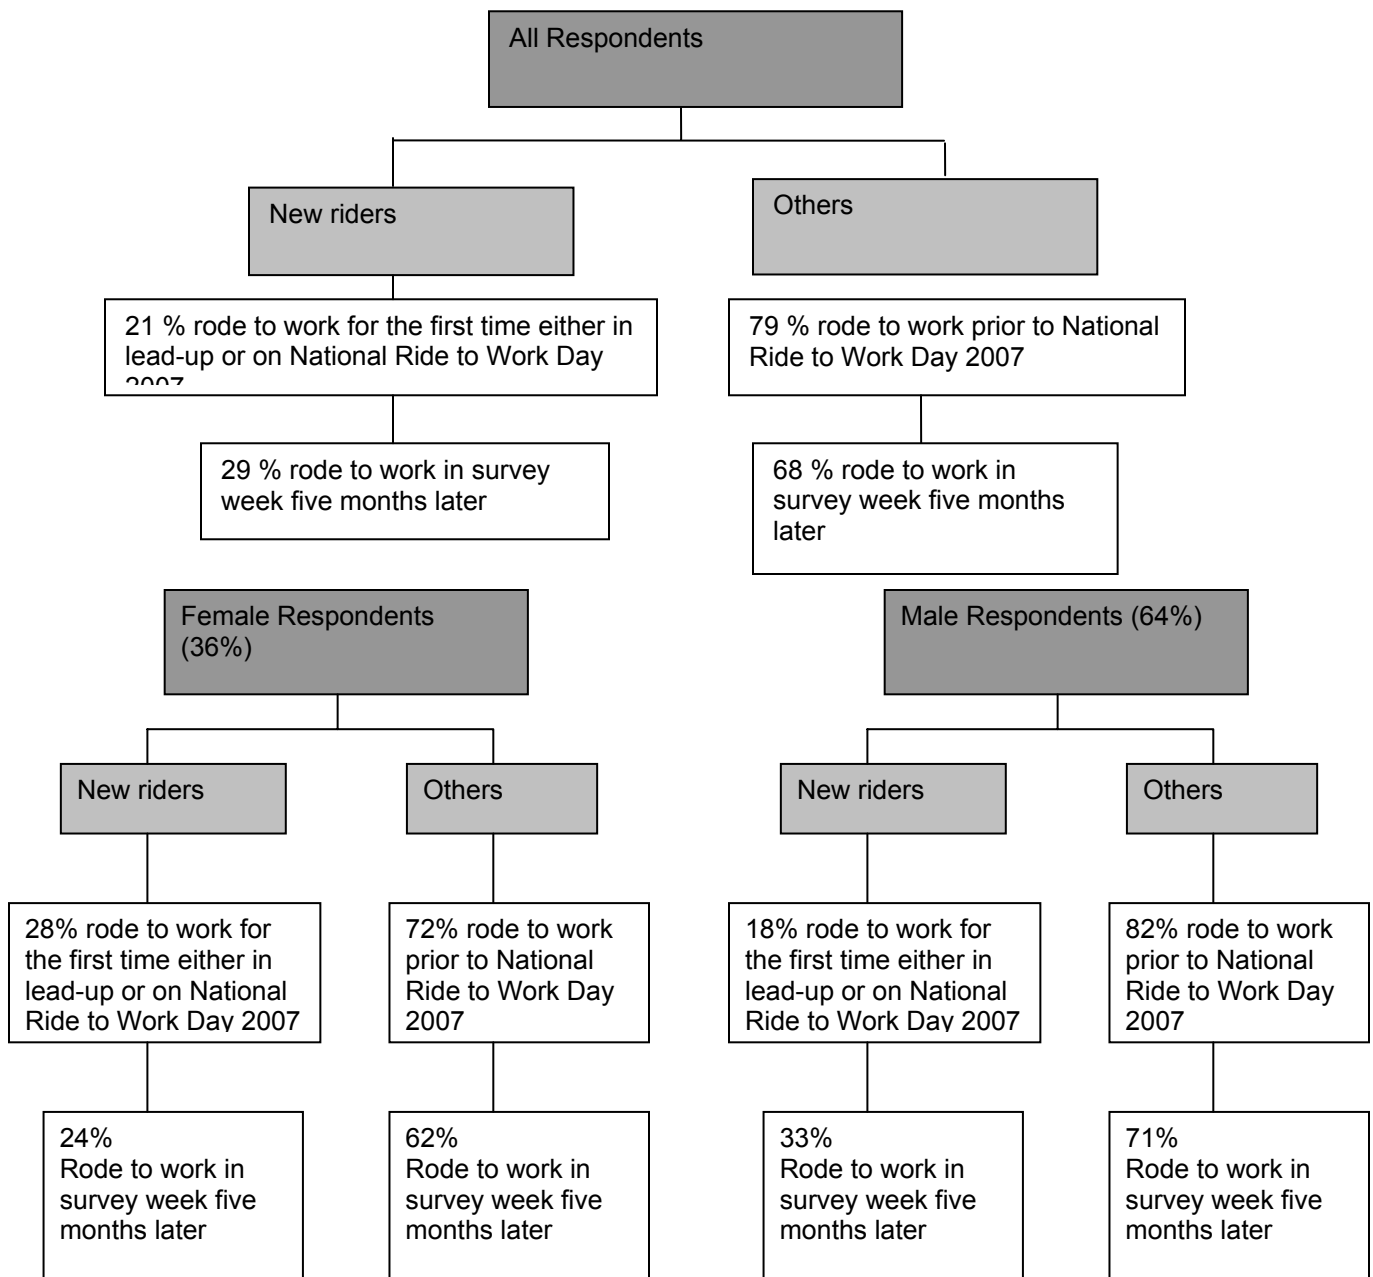 All Respondents
New riders
Others
21 % rode to work for the first time either in
lead-up or on National Ride to Work Day
2007
79 % rode to work prior to National
Ride to Work Day 2007
29 % rode to work in survey
week five months later
68 % rode to work in
survey week five months
later
Female Respondents
(36%)
Male Respondents (64%)
New riders
Others
New riders
Others
28% rode to work for
the first time either in
lead-up or on National
Ride to Work Day 2007
72% rode to work
prior to National
Ride to Work Day
2007
18% rode to work for
the first time either in
lead-up or on National
Ride to Work Day 2007
82% rode to work
prior to National
Ride to Work Day
2007
24%
Rode to work in
survey week five
months later
62%
Rode to work in
survey week five
months later
33%
Rode to work in
survey week five
months later
71%
Rode to work in
survey week five
months later